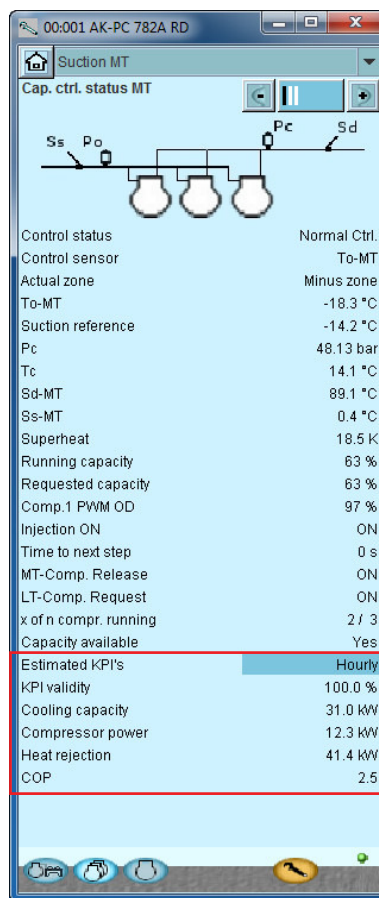 00:001 AK-PC 782A RD
Suction MT
Cap. ctrl. status MT
Pc Sd
Ss Po
Control status Normal Ctrl.
Control sensor To-MT
Actual zone Minus zone
To-MT -18.3 °C
Suction reference -14.2 °C
Pc 48.13 bar
Tc 14.1 °C
Sd-MT 89.1 °C
Ss-MT 0.4 °C
Superheat 18.5 K
Running capacity 63 %
Requested capacity 63 %
Comp.1 PWM OD 97 %
Injection ON ON
Time to next step 0 s
MT-Comp. Release ON
LT-Comp. Request ON
x of n compr. running 2 / 3
Capacity available Yes
Estimated KPI's Hourly
KPI validity 100.0 %
Cooling capacity 31.0 kW
Compressor power 12.3 kW
Heat rejection 41.4 kW
COP 2.5